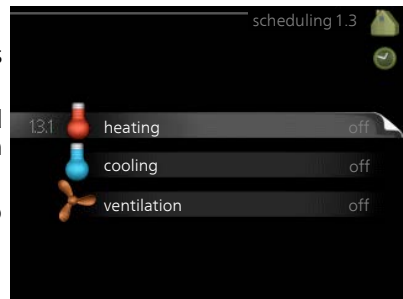 scheduling 1.3
1.3.1 heating off
cooling off
ventilation off